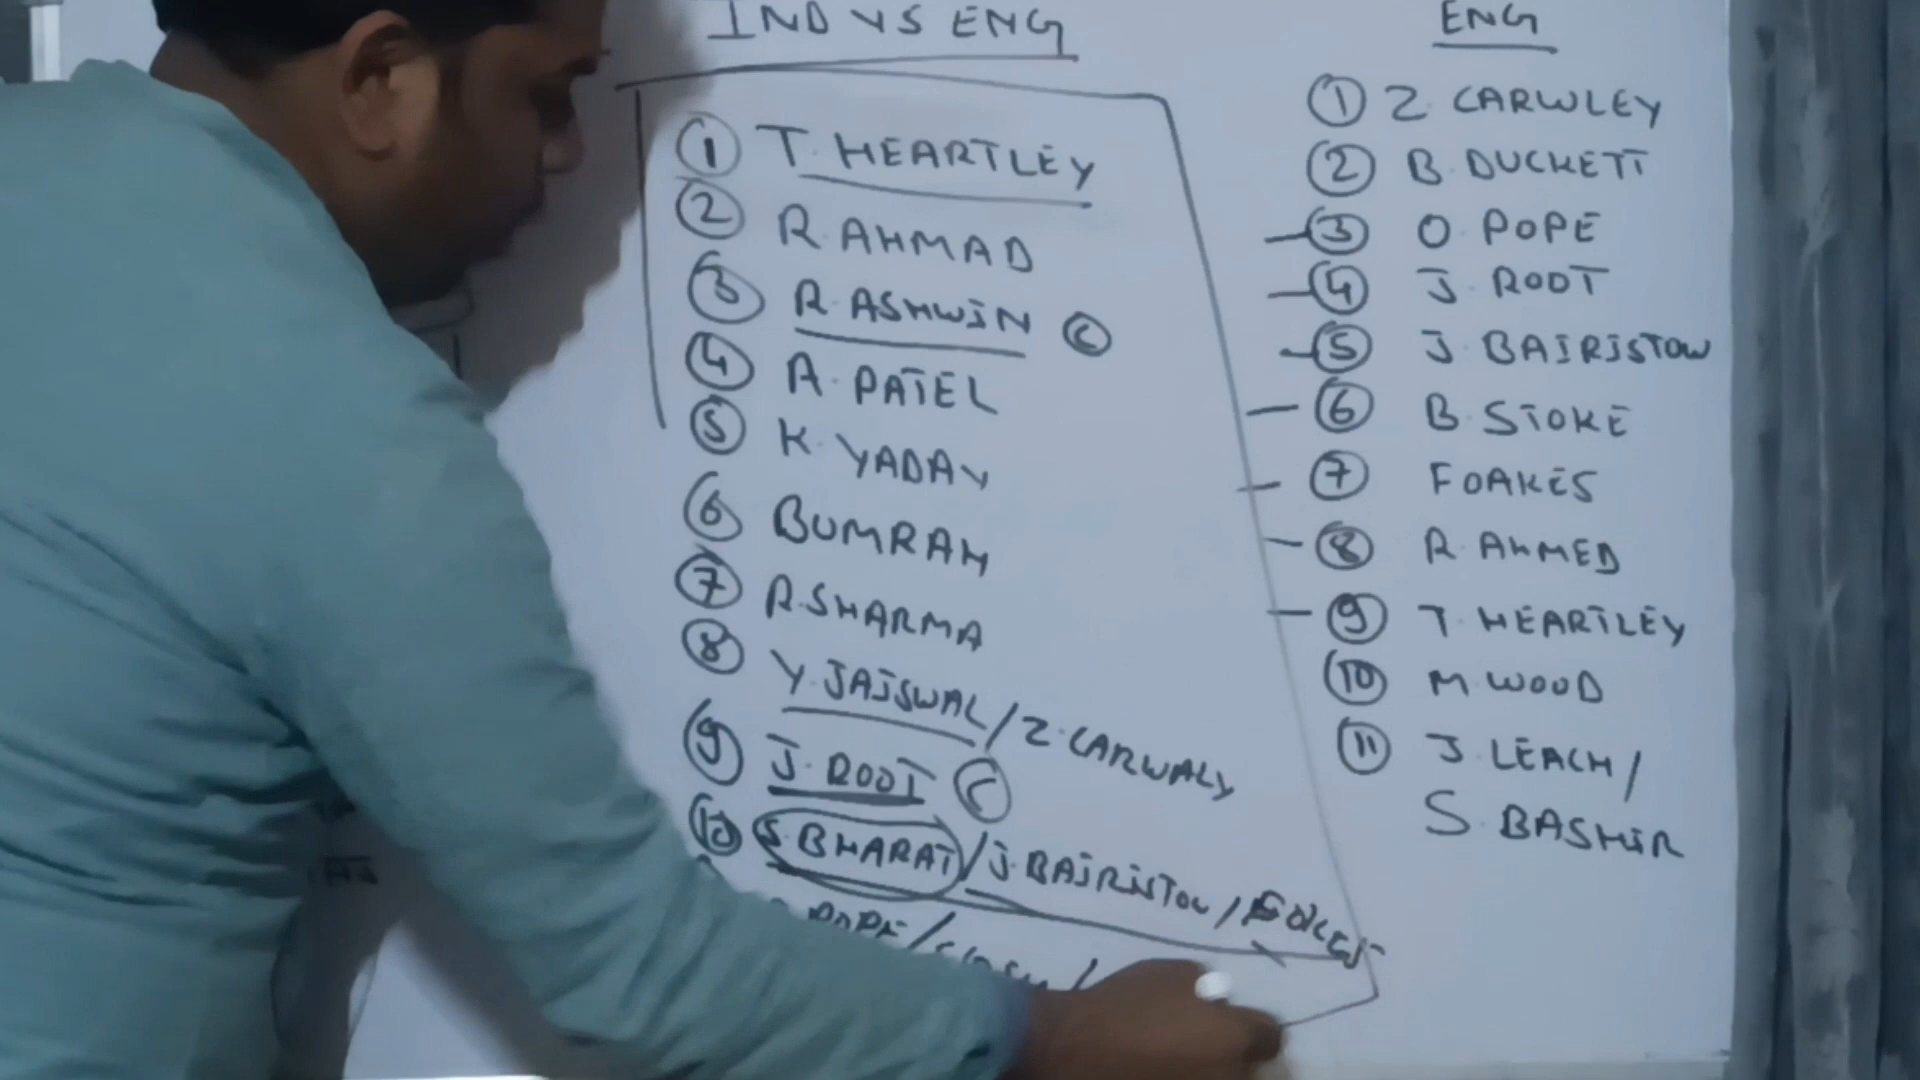 IND VS ENG
① T. HEARTLEY
② R. AHMAD
③ R. ASHWIN Ⓒ
④ A. PATEL
⑤ K. YADAV
⑥ BUMRAH
⑦ R. SHARMA
⑧ Y. JAISWAL / Z. CARWALY
⑨ J. ROOT Ⓒ
⑩ S. BHARAT / J. BAIRISTOW /
POPE /
ENG
① Z. CARWLEY
② B. DUCKETT
③ O. POPE
④ J. ROOT
⑤ J. BAIRISTOW
⑥ B. STOKE
⑦ FOAKES
⑧ R. AHMED
⑨ T. HEARTLEY
⑩ M. WOOD
⑪ J. LEACH /
S. BASHIR